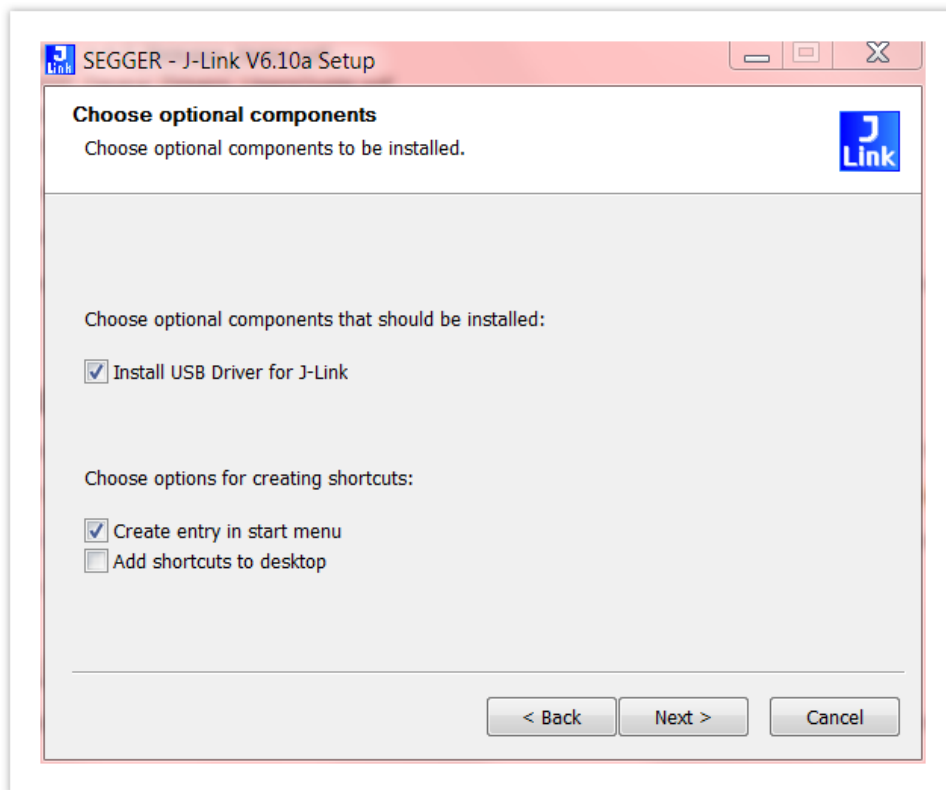 J
Link
SEGGER - J-Link V6.10a Setup
Choose optional components
Choose optional components to be installed.
J
Link
Choose optional components that should be installed:
Install USB Driver for J-Link
Choose options for creating shortcuts:
Create entry in start menu
Add shortcuts to desktop
< Back
Next >
Cancel